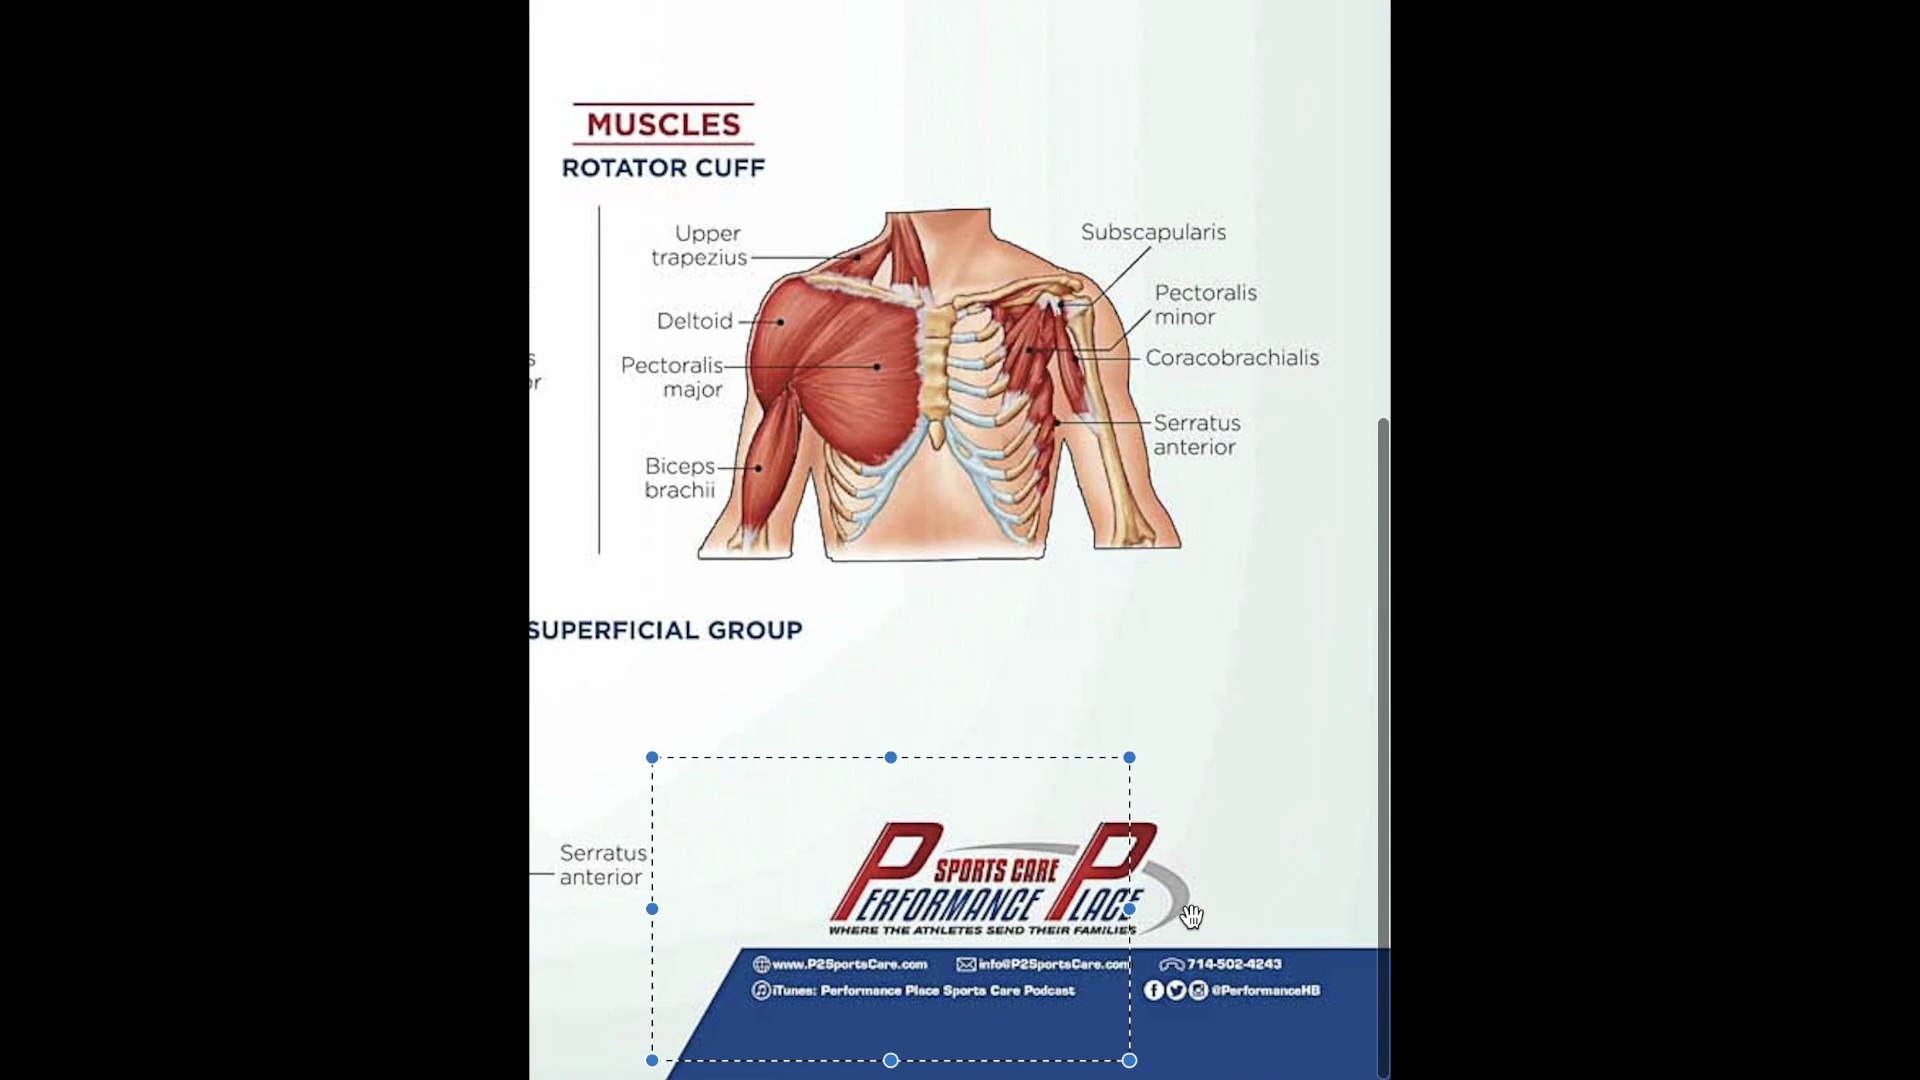 MUSCLES
ROTATOR CUFF
Upper
trapezius
Deltoid
Pectoralis
major
Biceps
brachii
Subscapularis
Pectoralis
minor
Coracobrachialis
Serratus
anterior
SUPERFICIAL GROUP
Serratus
anterior
SPORTS CARE
PERFORMANCE PLACE
WHERE THE ATHLETES SEND THEIR FAMILIES
www.P2SportsCare.com info@P2SportsCare.com 714-502-4243
iTunes: Performance Place Sports Care Podcast @PerformanceHB